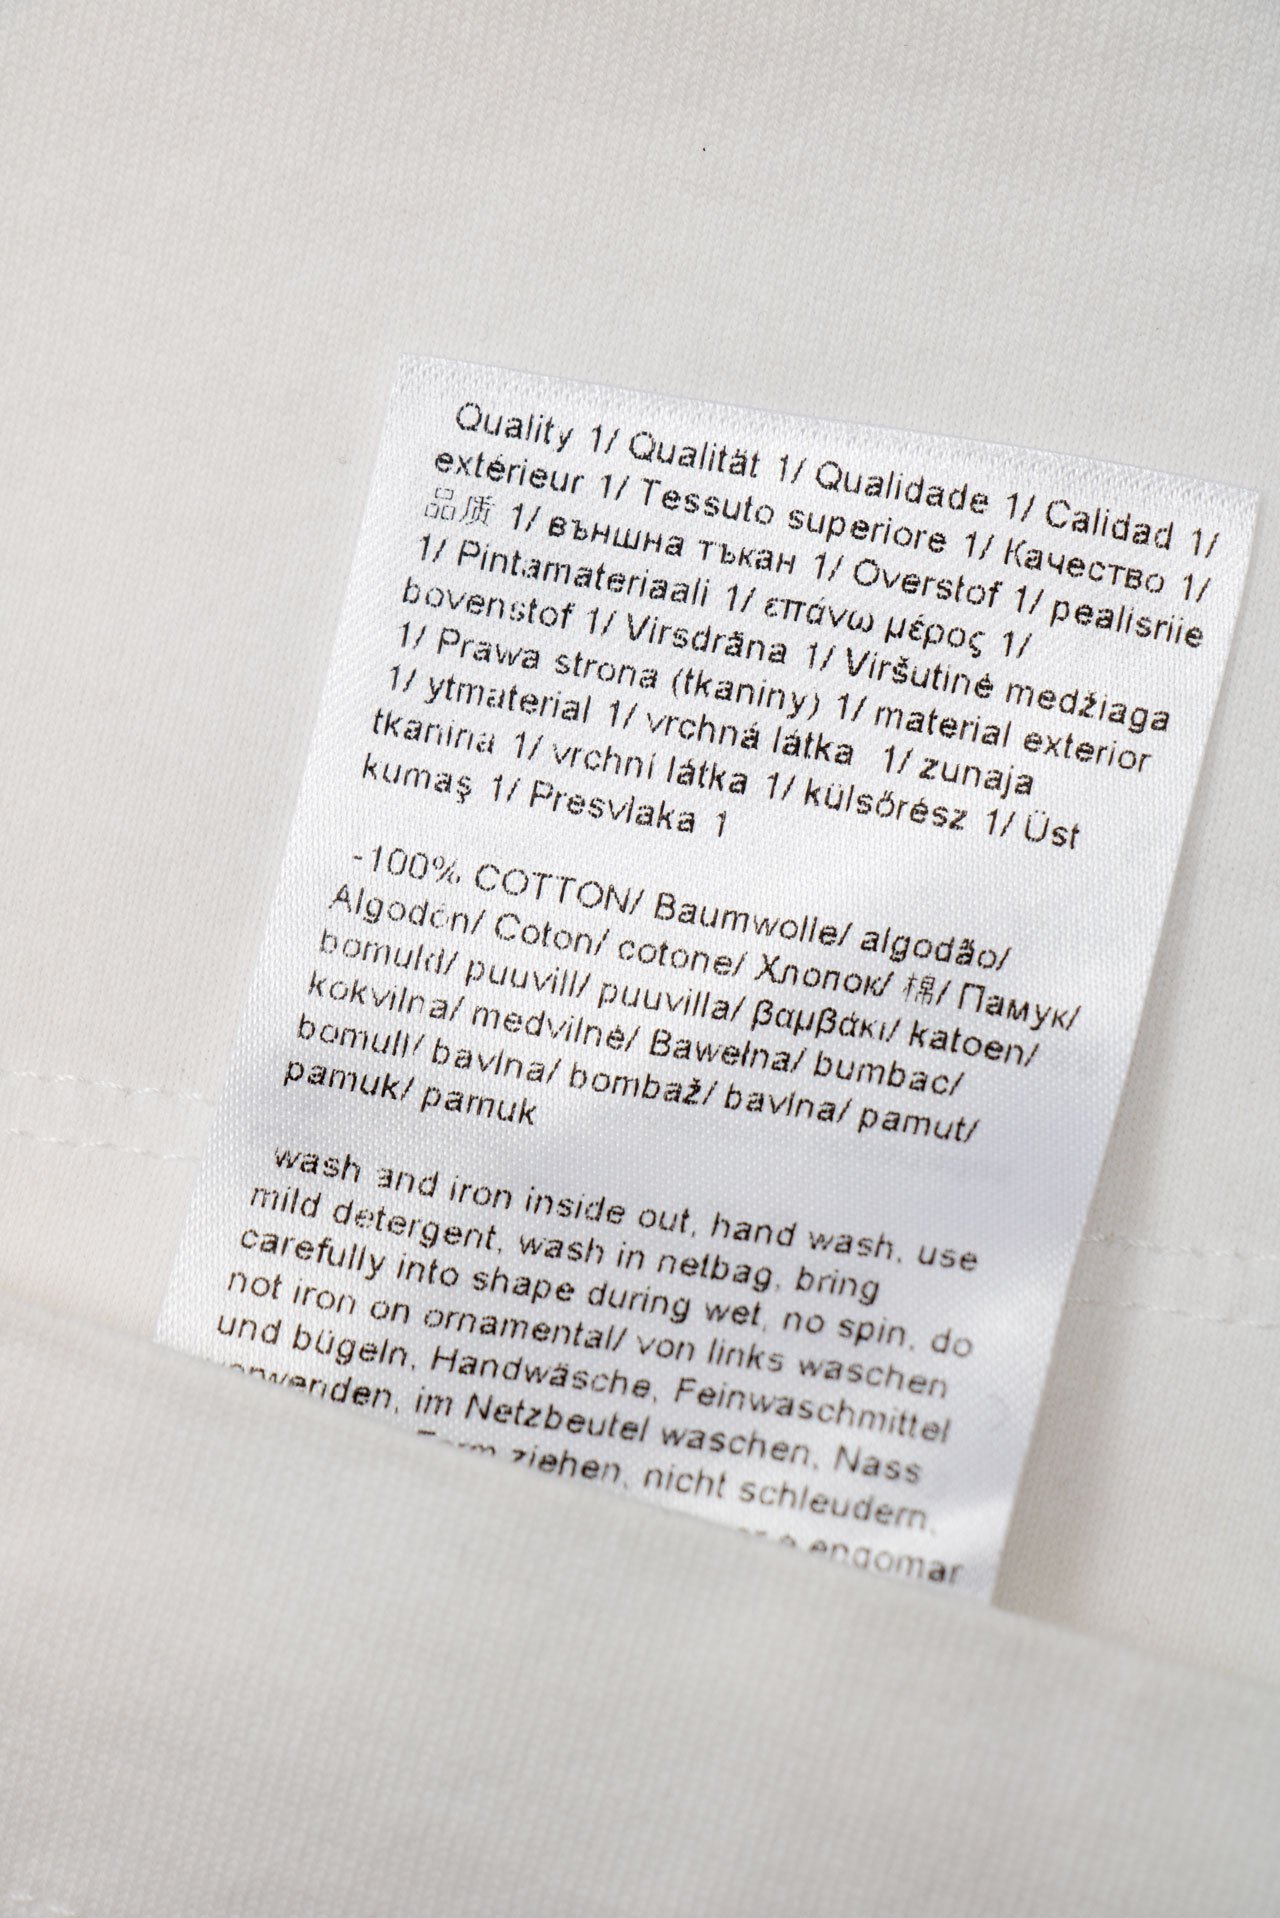 Quality 1/ Qualität 1/ Qualidade 1/ Calidad 1/
extérieur 1/ Tessuto superiore 1/ Качество 1/
品质 1/ външна тъкан 1/ Overstof 1/ pealisriie
1/ Pintamateriaali 1/ επάνω μέρος 1/
bovenstof 1/ Virsdrāna 1/ Viršutinė medžiaga
1/ Prawa strona (tkaniny) 1/ material exterior
1/ ytmaterial 1/ vrchná látka 1/ zunaja
tkanina 1/ vrchní látka 1/ külsőrész 1/ Üst
kumaş 1/ Presvlaka 1
-100% COTTON/ Baumwolle/ algodão/
Algodón/ Coton/ cotone/ Хлопок/ 棉/ Памук/
bomuld/ puuvill/ puuvilla/ βαμβάκι/ katoen/
kokvilna/ medvilnė/ Bawełna/ bumbac/
bomull/ bavlna/ bombaž/ bavlna/ pamut/
pamuk/ pamuk
wash and iron inside out, hand wash, use
mild detergent, wash in netbag, bring
carefully into shape during wet, no spin, do
not iron on ornamental/ von links waschen
und bügeln, Handwäsche, Feinwaschmittel
verwenden, im Netzbeutel waschen, Nass
Form ziehen, nicht schleudern,
e engomar